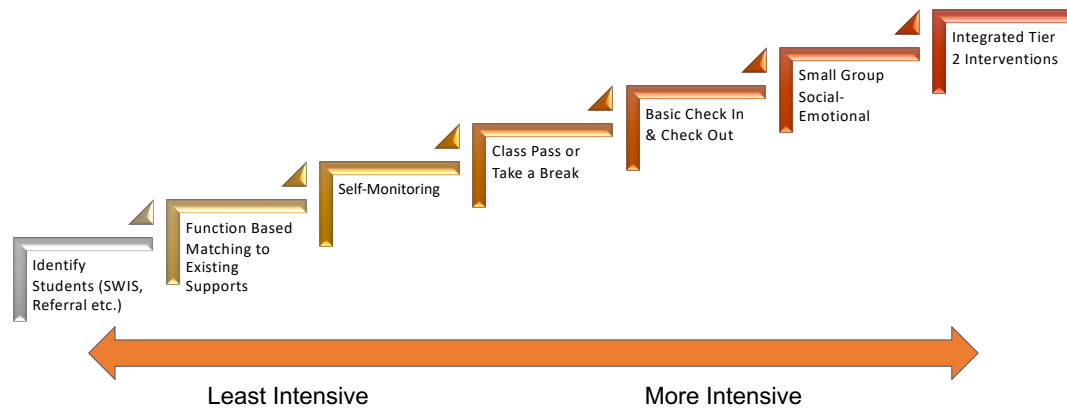 Identify
Students (SWIS,
Referral etc.)
Function Based
Matching to
Existing
Supports
Self-Monitoring
Class Pass or
Take a Break
Basic Check In
& Check Out
Small Group
Social-
Emotional
Integrated Tier
2 Interventions
Least Intensive
More Intensive